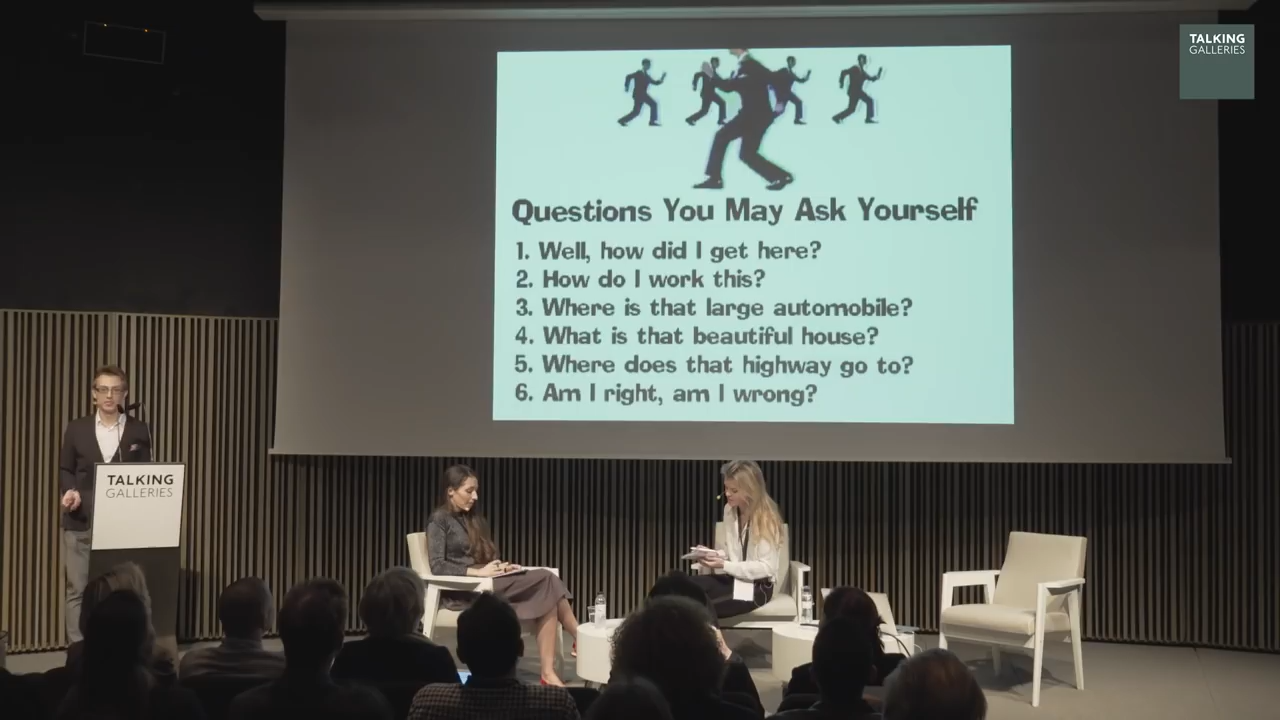 TALKING
GALLERIES
Questions You May Ask Yourself
1. Well, how did I get here?
2. How do I work this?
3. Where is that large automobile?
4. What is that beautiful house?
5. Where does that highway go to?
6. Am I right, am I wrong?
TALKING
GALLERIES